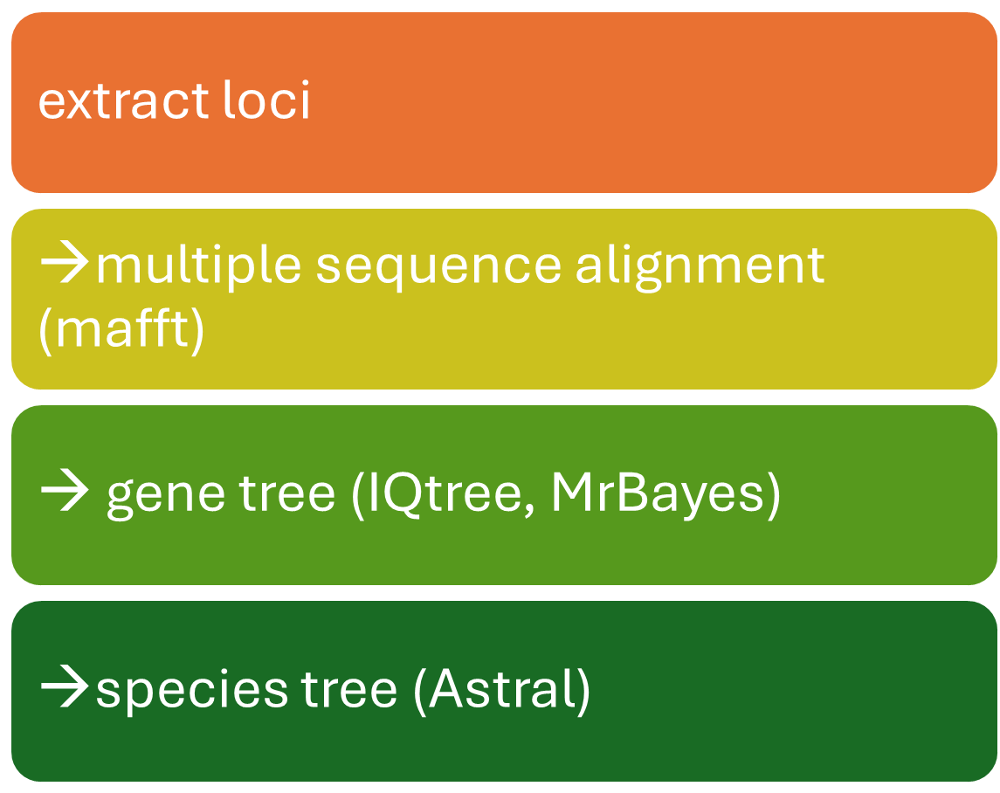 extract loci
→multiple sequence alignment
(mafft)
→ gene tree (IQtree, MrBayes)
→species tree (Astral)